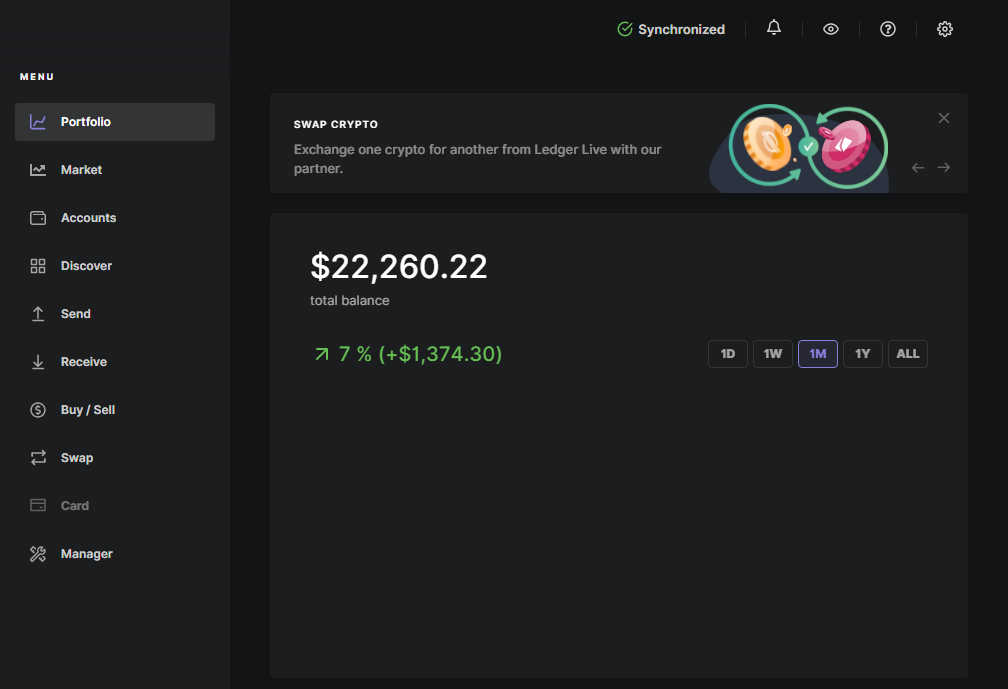 Synchronized
MENU
Portfolio
Market
Accounts
Discover
Send
Receive
Buy / Sell
Swap
Card
Manager
SWAP CRYPTO
Exchange one crypto for another from Ledger Live with our
partner.
$22,260.22
total balance
7 % (+$1,374.30)
1D 1W 1M 1Y ALL